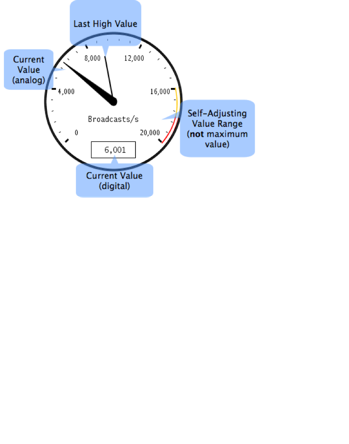 Last High Value
Current
Value
(analog)
8,000
12,000
4,000
16,000
Broadcasts/s
Self-Adjusting
Value Range
(not maximum
value)
0
20,000
6,001
Current Value
(digital)